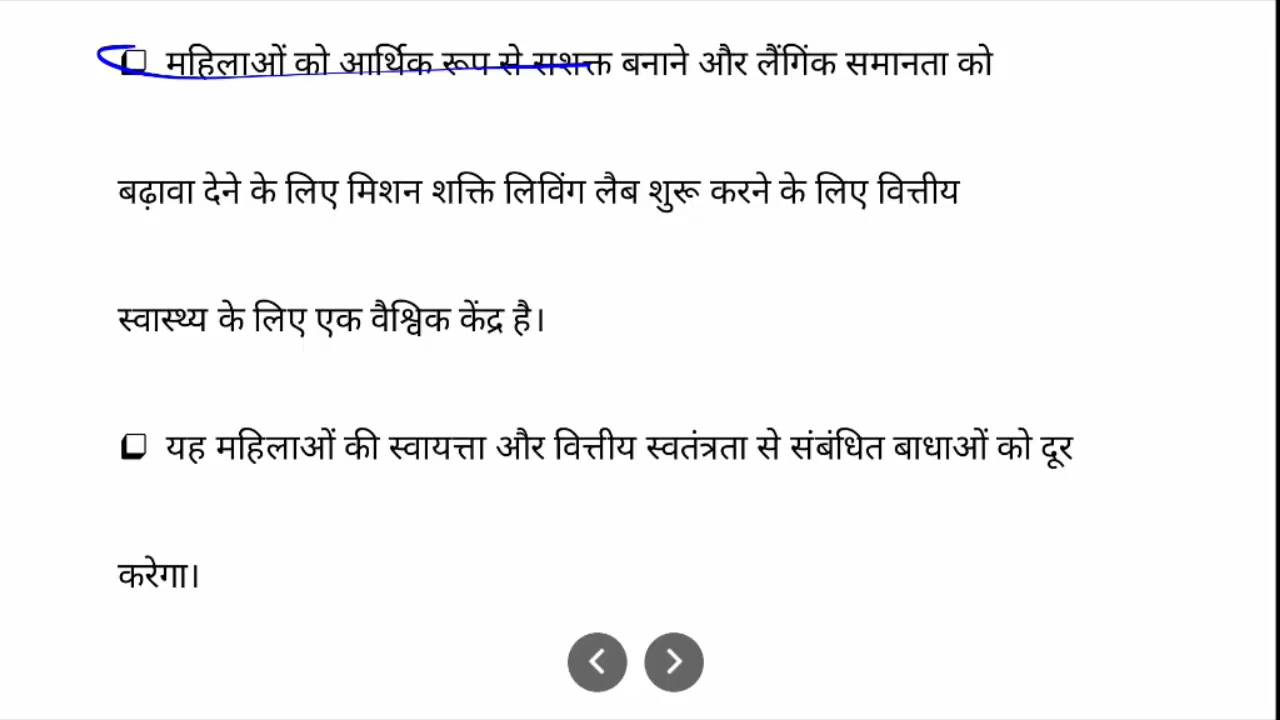 ❑ महिलाओं को आर्थिक रूप से सशक्त बनाने और लैंगिंक समानता को
बढ़ावा देने के लिए मिशन शक्ति लिविंग लैब शुरू करने के लिए वित्तीय
स्वास्थ्य के लिए एक वैश्विक केंद्र है।
❑ यह महिलाओं की स्वायत्ता और वित्तीय स्वतंत्रता से संबंधित बाधाओं को दूर
करेगा।